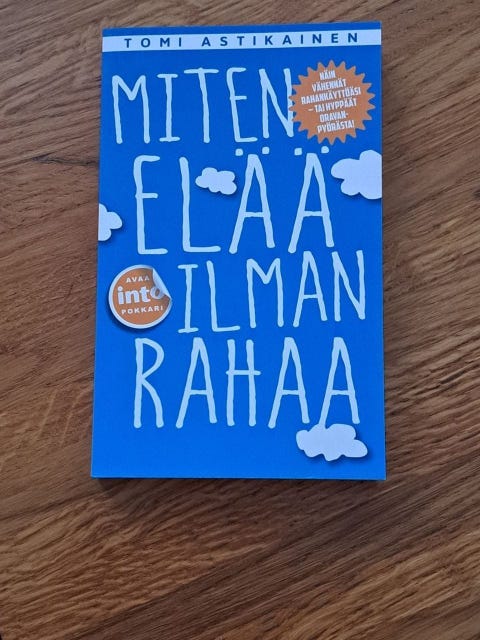 TOMI ASTIKAINEN
MITEN
ELÄÄ
ILMAN
RAHAA
NÄIN
VÄHENNÄT
RAHANKÄYTTÖÄSI
– TAI HYPPÄÄT
ORAVAN-
PYÖRÄSTÄ!
AVAA
into
POKKARI